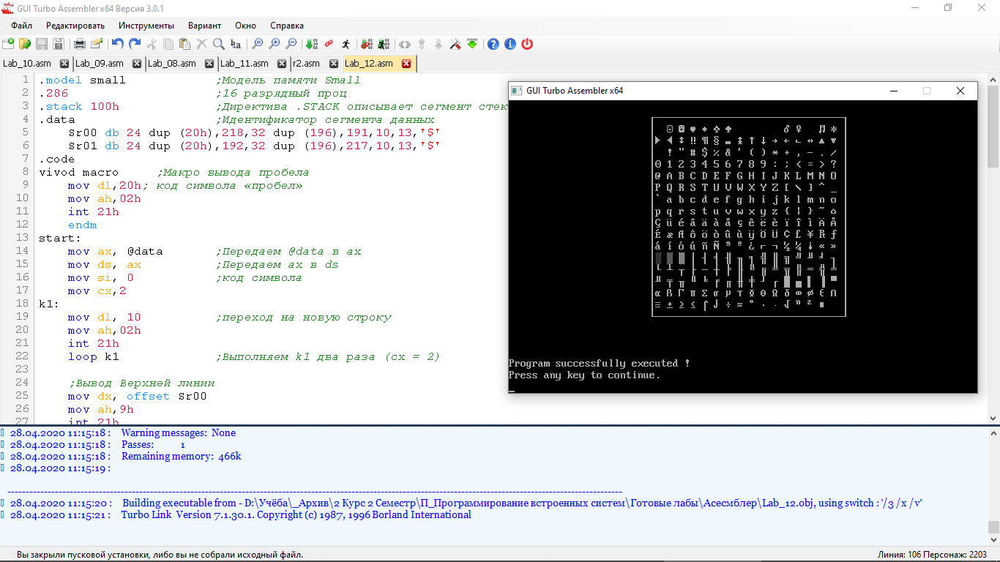 GUI Turbo Assembler x64 Версия 3.0.1
Файл Редактировать Инструменты Вариант Окно Справка
Lab_10.asm Lab_09.asm Lab_08.asm Lab_11.asm r2.asm Lab_12.asm
1 .model small ;Модель памяти Small
2 .286 ;16 разрядный проц
3 .stack 100h ;Директива .STACK описывает сегмент стек
4 .data ;Идентификатор сегмента данных
5 Sr00 db 24 dup (20h),218,32 dup (196),191,10,13,'$'
6 Sr01 db 24 dup (20h),192,32 dup (196),217,10,13,'$'
7 .code
8 vivod macro ;Макро вывода пробела
9 mov dl,20h; код символа «пробел»
10 mov ah,02h
11 int 21h
12 endm
13 start:
14 mov ax, @data ;Передаем @data в ax
15 mov ds, ax ;Передаем ax в ds
16 mov si, 0 ;код символа
17 mov cx,2
18 k1:
19 mov dl, 10 ;переход на новую строку
20 mov ah,02h
21 int 21h
22 loop k1 ;Выполняем k1 два раза (cx = 2)
23
24 ;Вывод Верхней линии
25 mov dx, offset Sr00
26 mov ah,9h
27 int 21h
GUI Turbo Assembler x64
☺ ☻ ♥ ♦ ♣ ♠ ♂ ♀ ♫ ☼
► ◄ ↕ ‼ ¶ § ▬ ↨ ↑ ↓ → ← ∟ ↔ ▲ ▼
! " # $ % & ' ( ) * + , - . /
0 1 2 3 4 5 6 7 8 9 : ; < = > ?
@ A B C D E F G H I J K L M N O
P Q R S T U V W X Y Z [ \ ] ^ _
` a b c d e f g h i j k l m n o
p q r s t u v w x y z { ¦ } ~ ⌂
Ç ü é â ä à å ç ê ë è ï î ì Ä Å
É æ Æ ô ö ò û ù ÿ Ö Ü ¢ £ ¥ ₧ ƒ
á í ó ú ñ Ñ ª º ¿ ⌐ ¬ ½ ¼ ¡ « »
░ ▒ ▓ │ ┤ ╡ ╢ ╖ ╕ ╣ ║ ╗ ╝ ╜ ╛ ┐
└ ┴ ┬ ├ ─ ┼ ╞ ╟ ╚ ╔ ╩ ╦ ╠ ═ ╬ ╧
╨ ╤ ╥ ╙ ╘ ╒ ╓ ╫ ╪ ┘ ┌ █ ▄ ▌ ▐ ▀
α ß Γ π Σ σ µ τ Φ Θ Ω δ ∞ φ ε ∩
≡ ± ≥ ≤ ⌠ ⌡ ÷ ≈ ° ∙ · √ ⁿ ² ■
Program successfully executed !
Press any key to continue.
28.04.2020 11:15:18 : Warning messages: None
28.04.2020 11:15:18 : Passes: 1
28.04.2020 11:15:18 : Remaining memory: 466k
28.04.2020 11:15:19 :
28.04.2020 11:15:20 : Building executable from - D:\Учёба\_Архив\2 Курс 2 Семестр\П_Программирование встроенных систем\Готовые лабы\Асесмблер\Lab_12.obj, using switch : '/3 /x /v'
28.04.2020 11:15:21 : Turbo Link Version 7.1.30.1. Copyright (c) 1987, 1996 Borland International
Вы закрыли пусковой установки, либо вы не собрали исходный файл. Линия: 106 Персонаж: 2203